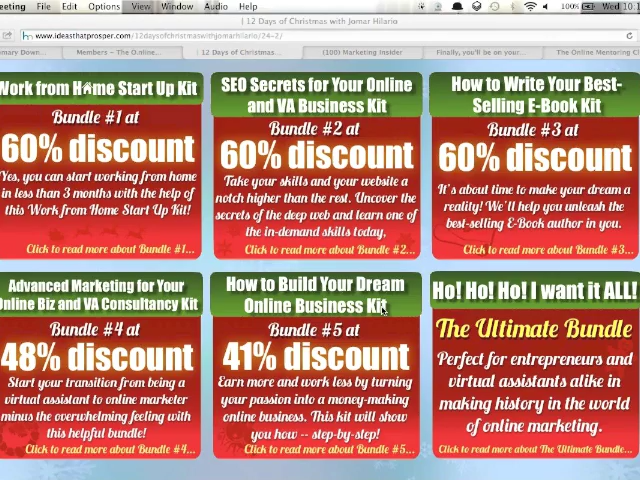 eeting File Edit Options View Window Audio Help 100% Wed 10:1
| 12 Days of Christmas with Jomar Hilario
www.ideasthatprosper.com/12daysofchristmaswithjomarhilario/24-2/
mary Down... Members – The Online... | 12 Days of Christmas... (100) Marketing Insider Finally, you'll be on your... The Online Mentoring Cl
Work from Home Start Up Kit
Bundle #1 at
60% discount
Yes, you can start working from home
in less than 3 months with the help of
this Work from Home Start Up Kit!
Click to read more about Bundle #1...
SEO Secrets for Your Online
and VA Business Kit
Bundle #2 at
60% discount
Take your skills and your website a
notch higher than the rest. Uncover the
secrets of the deep web and learn one of
the in-demand skills today.
Click to read more about Bundle #2...
How to Write Your Best-
Selling E-Book Kit
Bundle #3 at
60% discount
It's about time to make your dream a
reality! We'll help you unleash the
best-selling E-Book author in you.
Click to read more about Bundle #3...
Advanced Marketing for Your
Online Biz and VA Consultancy Kit
Bundle #4 at
48% discount
Start your transition from being a
virtual assistant to online marketer
minus the overwhelming feeling with
this helpful bundle!
Click to read more about Bundle #4...
How to Build Your Dream
Online Business Kit
Bundle #5 at
41% discount
Earn more and work less by turning
your passion into a money-making
online business. This kit will show
you how -- step-by-step!
Click to read more about Bundle #5...
Ho! Ho! Ho! I want it ALL!
The Ultimate Bundle
Perfect for entrepreneurs and
virtual assistants alike in
making history in the world
of online marketing.
Click to read more about The Ultimate Bundle...